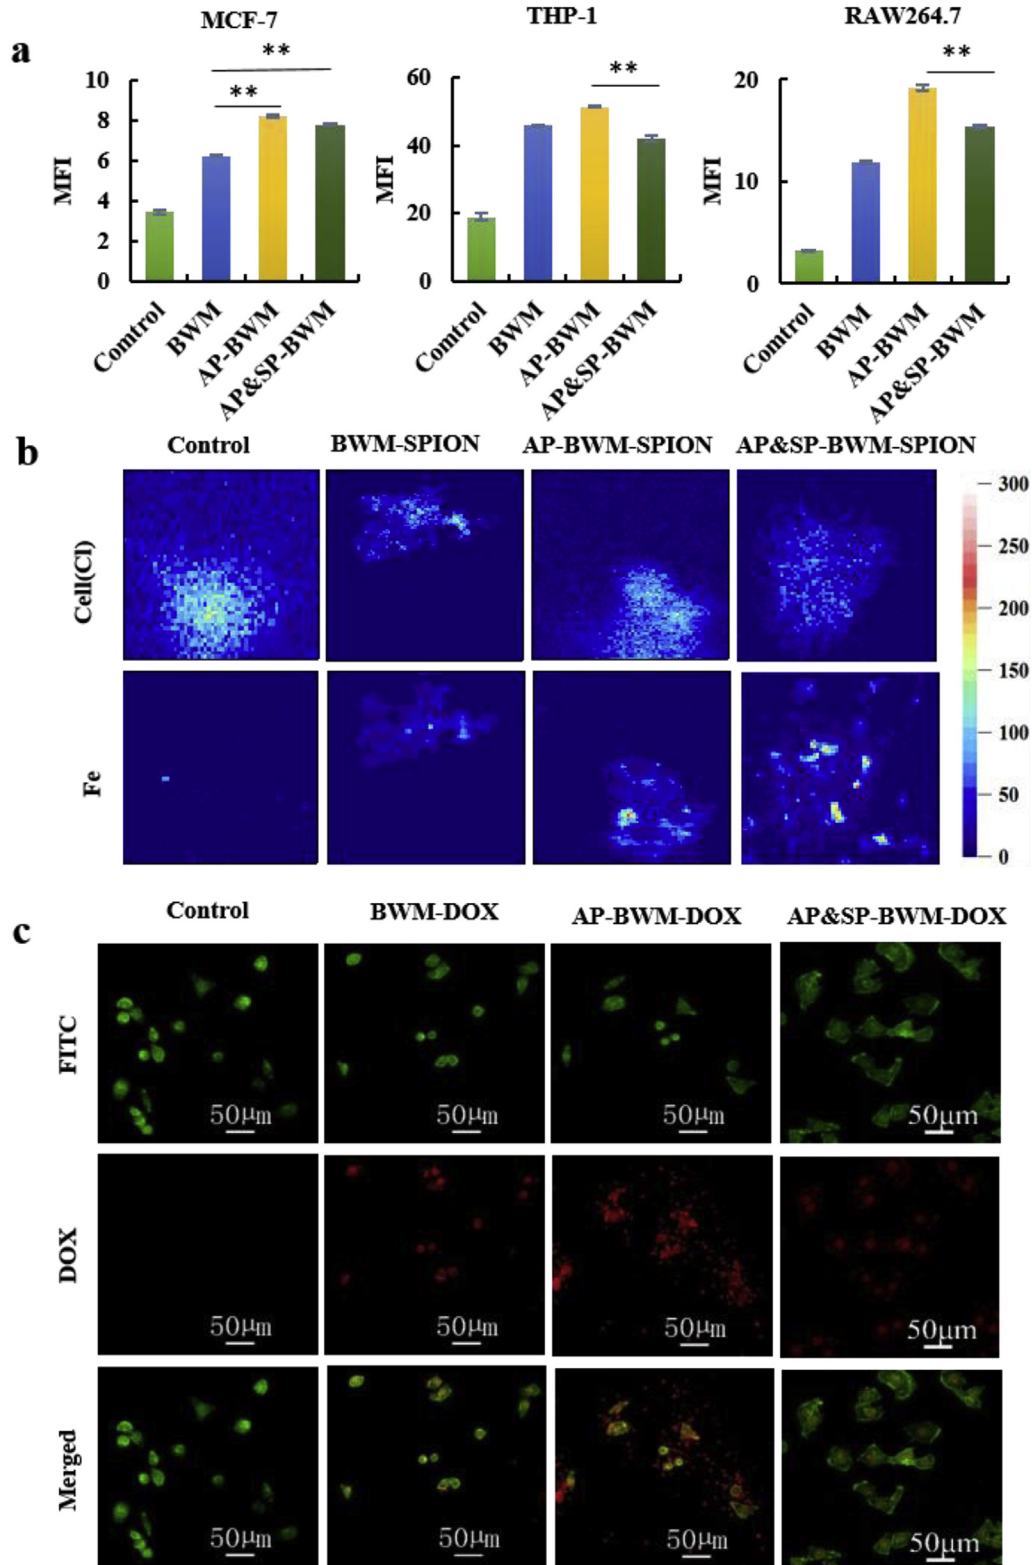 a
MCF-7
THP-1
RAW264.7
**
**
**
**
10
8
6
4
2
0
MFI
60
40
20
0
MFI
20
10
0
MFI
Comtrol
BWM
AP-BWM
AP&SP-BWM
Comtrol
BWM
AP-BWM
AP&SP-BWM
Comtrol
BWM
AP-BWM
AP&SP-BWM
b
Control
BWM-SPION
AP-BWM-SPION
AP&SP-BWM-SPION
Cell(Cl)
Fe
300
250
200
150
100
50
0
c
Control
BWM-DOX
AP-BWM-DOX
AP&SP-BWM-DOX
FITC
50μm
50μm
50μm
50μm
DOX
50μm
50μm
50μm
50μm
Merged
50μm
50μm
50μm
50μm